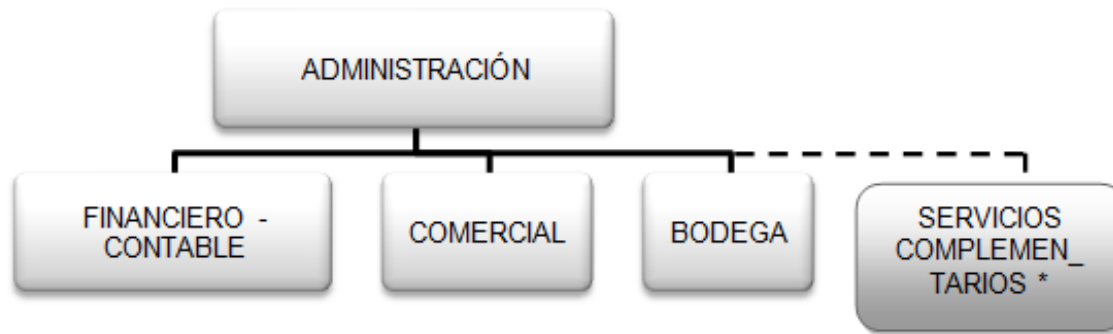 ADMINISTRACIÓN
FINANCIERO -
CONTABLE
COMERCIAL
BODEGA
SERVICIOS
COMPLEMEN_
TARIOS *